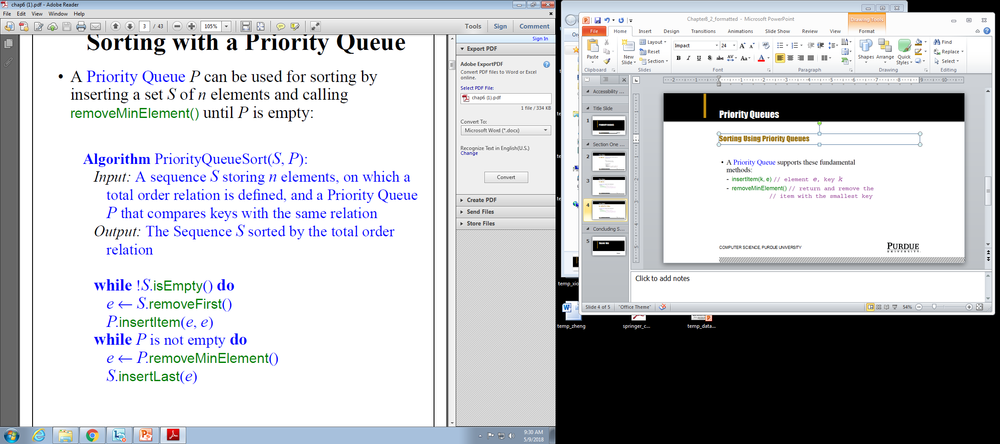 chap6 (1).pdf - Adobe Reader
File Edit View Window Help
3 / 43 105% Tools Sign Comment
Sorting with a Priority Queue
• A Priority Queue P can be used for sorting by
inserting a set S of n elements and calling
removeMinElement() until P is empty:
Algorithm PriorityQueueSort(S, P):
Input: A sequence S storing n elements, on which a
total order relation is defined, and a Priority Queue
P that compares keys with the same relation
Output: The Sequence S sorted by the total order
relation
while !S.isEmpty() do
e ← S.removeFirst()
P.insertItem(e, e)
while P is not empty do
e ← P.removeMinElement()
S.insertLast(e)
Sign In
Export PDF
Adobe ExportPDF
Convert PDF files to Word or Excel
online.
Select PDF File:
chap6 (1).pdf
1 file / 334 KB
Convert To:
Microsoft Word (*.docx)
Recognize Text in English(U.S.)
Change
Convert
Create PDF
Send Files
Store Files
9:30 AM
5/9/2018
Chapter8_2_formatted - Microsoft PowerPoint
Drawing Tools
File Home Insert Design Transitions Animations Slide Show Review View Format
Paste
Clipboard
New
Slide
Layout
Reset
Section
Slides
Impact 24
Font
Paragraph
Shapes Arrange Quick
Styles
Drawing
Find
Replace
Select
Editing
Accessibility ...
Title Slide
1
PRIORITY QUEUES
Section One ...
2
3
4
Concluding S...
5
THANK YOU
Priority Queues
Sorting Using Priority Queues
• A Priority Queue supports these fundamental
methods:
- insertItem(k, e) // element e, key k
- removeMinElement() // return and remove the
// item with the smallest key
COMPUTER SCIENCE, PURDUE UNIVERSITY
PURDUE
UNIVERSITY
Click to add notes
Slide 4 of 5 "Office Theme" 54%
Or
temp_xio
temp_zheng
springer_c...
temp_data...